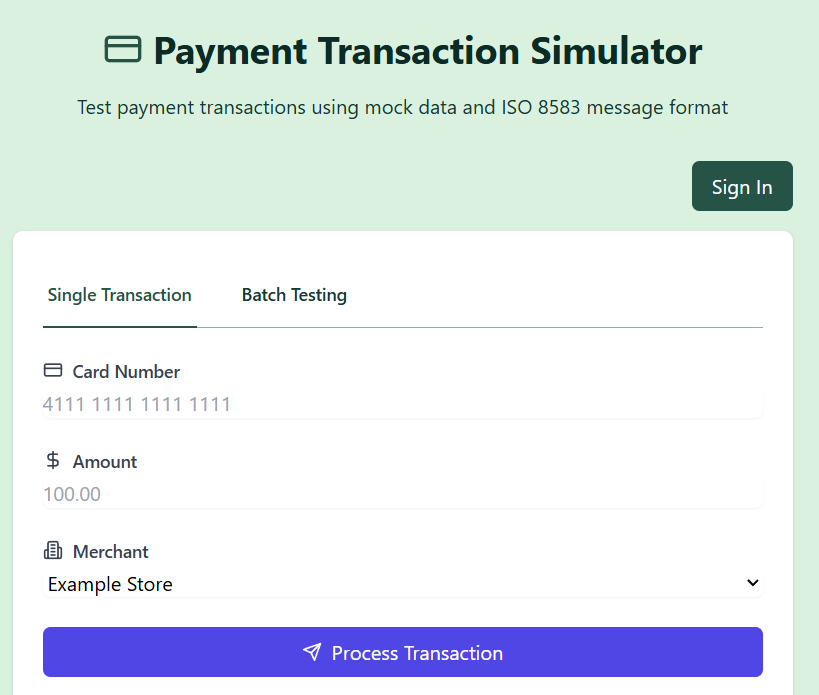 Payment Transaction Simulator
Test payment transactions using mock data and ISO 8583 message format
Sign In
Single Transaction Batch Testing
Card Number
4111 1111 1111 1111
$ Amount
100.00
Merchant
Example Store
Process Transaction